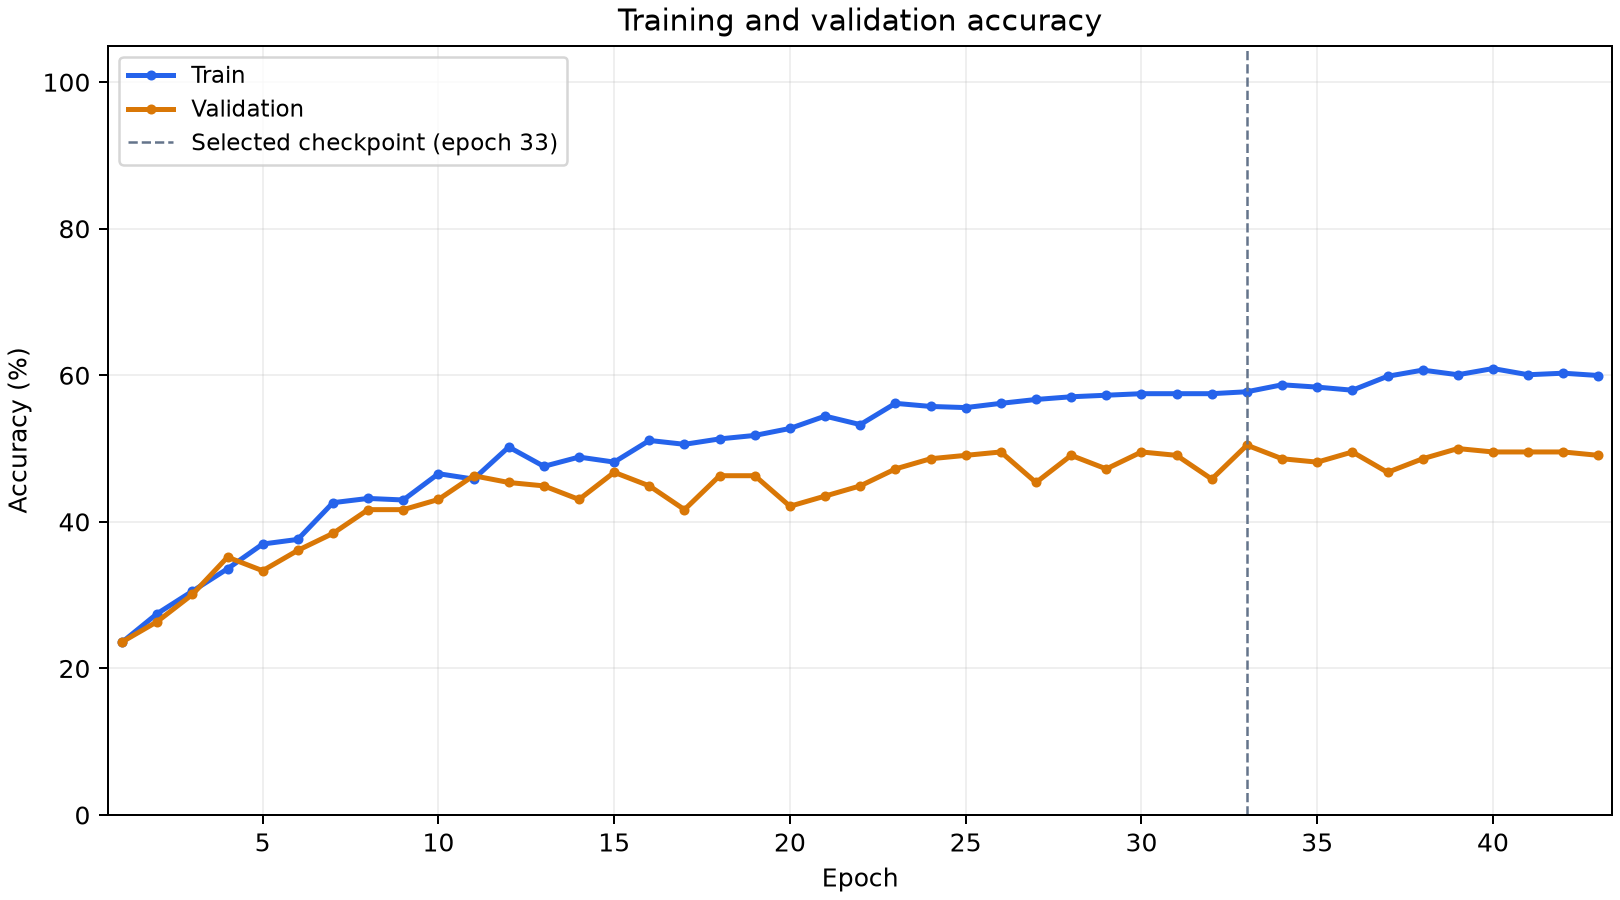 Training and validation accuracy
Train
Validation
Selected checkpoint (epoch 33)
100
80
60
40
20
0
Accuracy (%)
5 10 15 20 25 30 35 40
Epoch